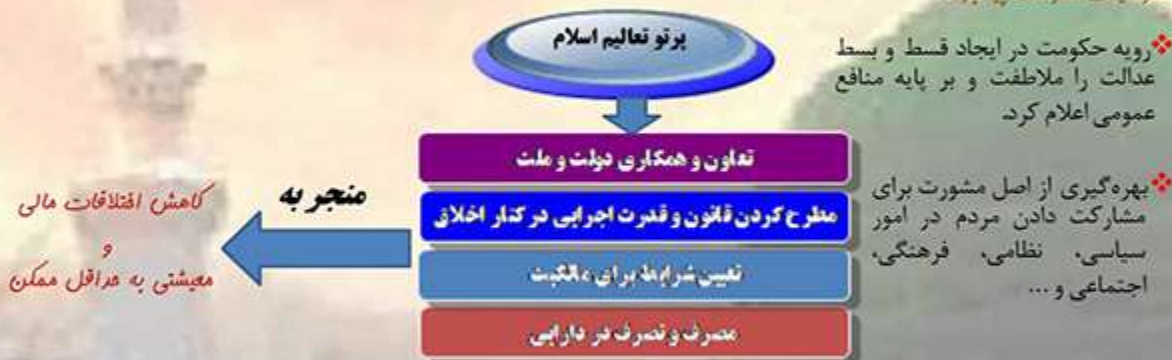 پرتو تعالیم اسلام
رویه حکومت در ایجاد قسط و بسط
عدالت را ملاطفت و بر پایه منافع
عمومی اعلام کرد.
بهره‌گیری از اصل مشورت برای
مشارکت دادن مردم در امور
سیاسی، نظامی، فرهنگی،
اجتماعی و ...
تعاون و همکاری دولت و ملت
مطرح کردن قانون و قدرت اجرایی در کنار اخلاق
تعیین شرایط برای مالکیت
مصرف و تصرف در دارایی
منجر به
کاهش اختلافات مالی
و
معیشتی به حداقل ممکن